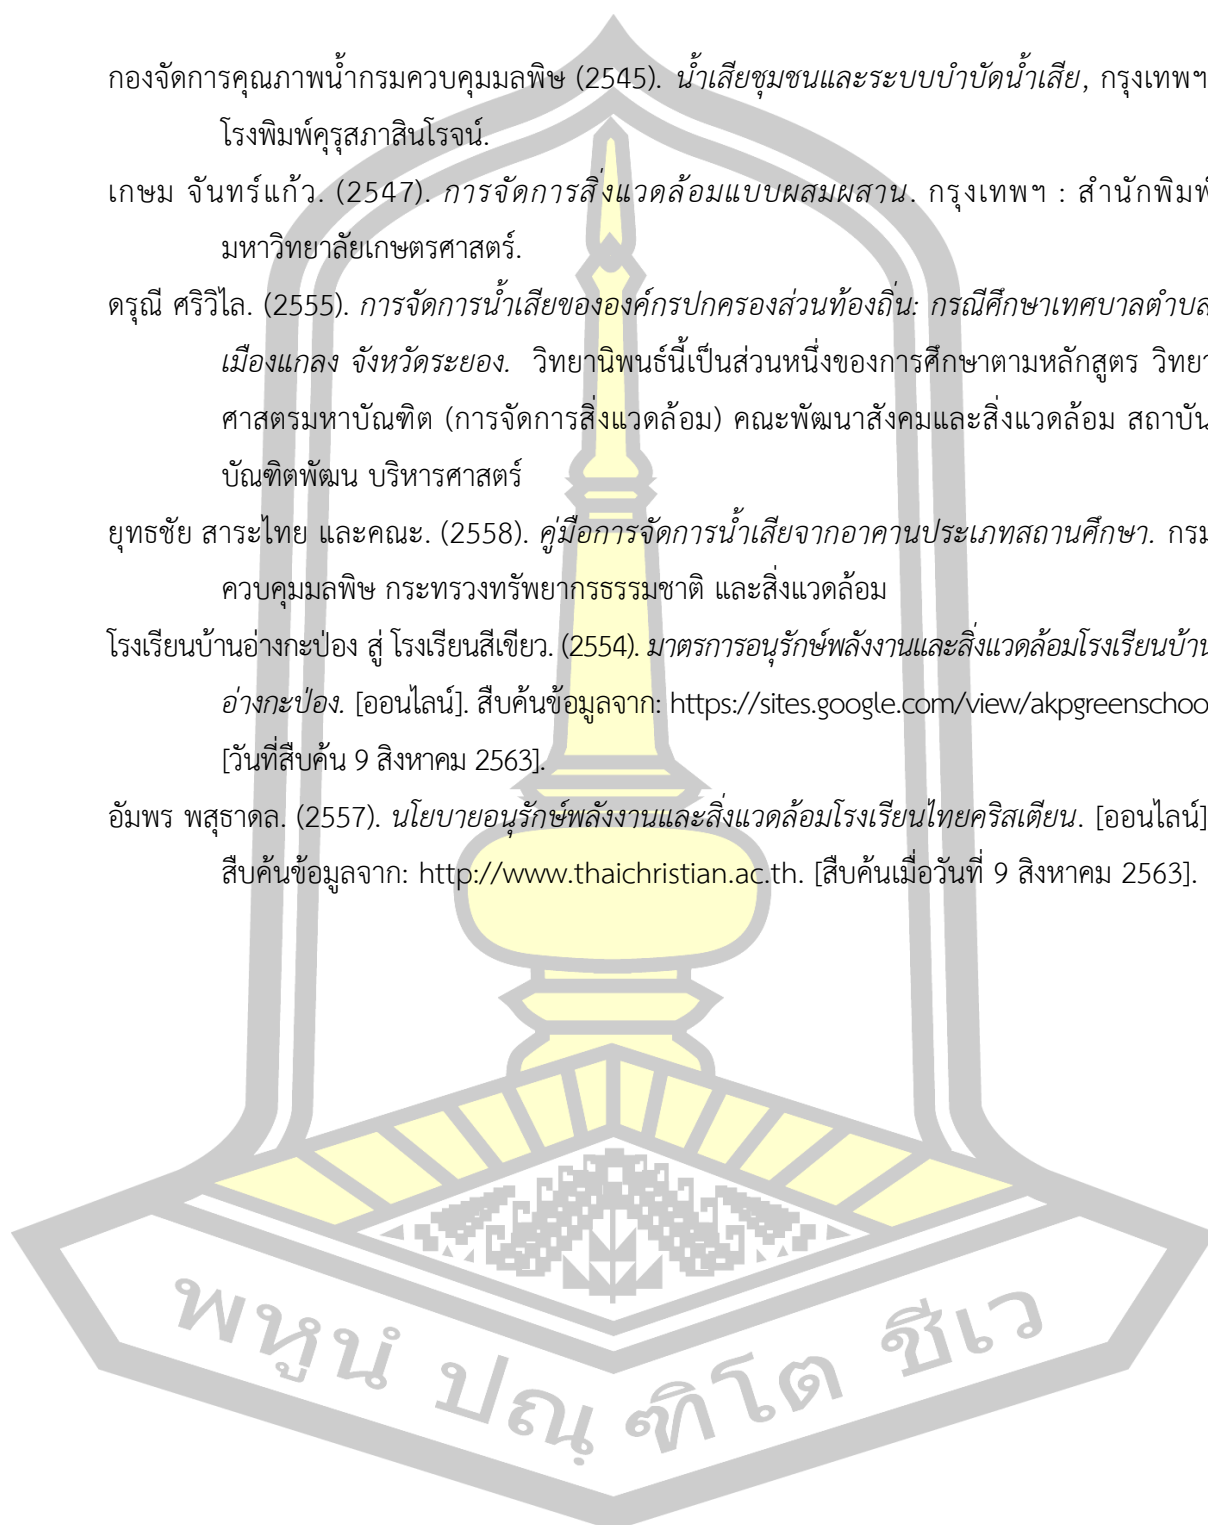 กองจัดการคุณภาพน้ำกรมควบคุมมลพิษ (2545). น้ำเสียชุมชนและระบบบำบัดน้ำเสีย, กรุงเทพฯ
โรงพิมพ์คุรุสภาสินโรจน์.
เกษม จันทร์แก้ว. (2547). การจัดการสิ่งแวดล้อมแบบผสมผสาน. กรุงเทพฯ : สำนักพิมพ์
มหาวิทยาลัยเกษตรศาสตร์.
ดรุณี ศริวิไล. (2555). การจัดการน้ำเสียขององค์กรปกครองส่วนท้องถิ่น: กรณีศึกษาเทศบาลตำบล
เมืองแกลง จังหวัดระยอง. วิทยานิพนธ์นี้เป็นส่วนหนึ่งของการศึกษาตามหลักสูตร วิทยา
ศาสตรมหาบัณฑิต (การจัดการสิ่งแวดล้อม) คณะพัฒนาสังคมและสิ่งแวดล้อม สถาบัน
บัณฑิตพัฒน บริหารศาสตร์
ยุทธชัย สาระไทย และคณะ. (2558). คู่มือการจัดการน้ำเสียจากอาคารประเภทสถานศึกษา. กรม
ควบคุมมลพิษ กระทรวงทรัพยากรธรรมชาติ และสิ่งแวดล้อม
โรงเรียนบ้านอ่างกะป่อง สู่ โรงเรียนสีเขียว. (2554). มาตรการอนุรักษ์พลังงานและสิ่งแวดล้อมโรงเรียนบ้าน
อ่างกะป่อง. [ออนไลน์]. สืบค้นข้อมูลจาก: https://sites.google.com/view/akpgreenschool
[วันที่สืบค้น 9 สิงหาคม 2563].
อัมพร พสุธาดล. (2557). นโยบายอนุรักษ์พลังงานและสิ่งแวดล้อมโรงเรียนไทยคริสเตียน. [ออนไลน์]
สืบค้นข้อมูลจาก: http://www.thaichristian.ac.th. [สืบค้นเมื่อวันที่ 9 สิงหาคม 2563].
พหูนํ ปณฺฑิโต ชีเว